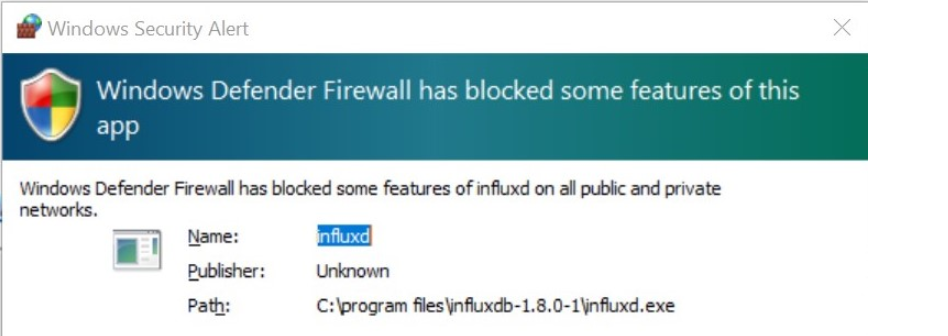 Windows Security Alert
Windows Defender Firewall has blocked some features of this
app
Windows Defender Firewall has blocked some features of influxd on all public and private
networks.
Name: influxd
Publisher: Unknown
Path: C:\program files\influxdb-1.8.0-1\influxd.exe